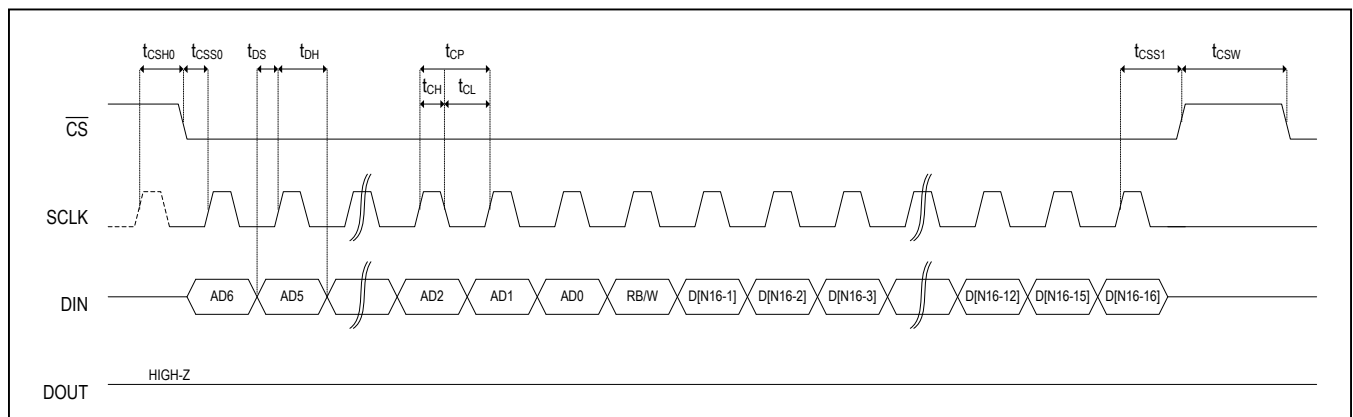 tCSH0 tCSS0 tDS tDH tCP tCSS1 tCSW
tCH tCL
CS
SCLK
DIN AD6 AD5 AD2 AD1 AD0 RB/W D[N16-1] D[N16-2] D[N16-3] D[N16-12] D[N16-15] D[N16-16]
HIGH-Z
DOUT